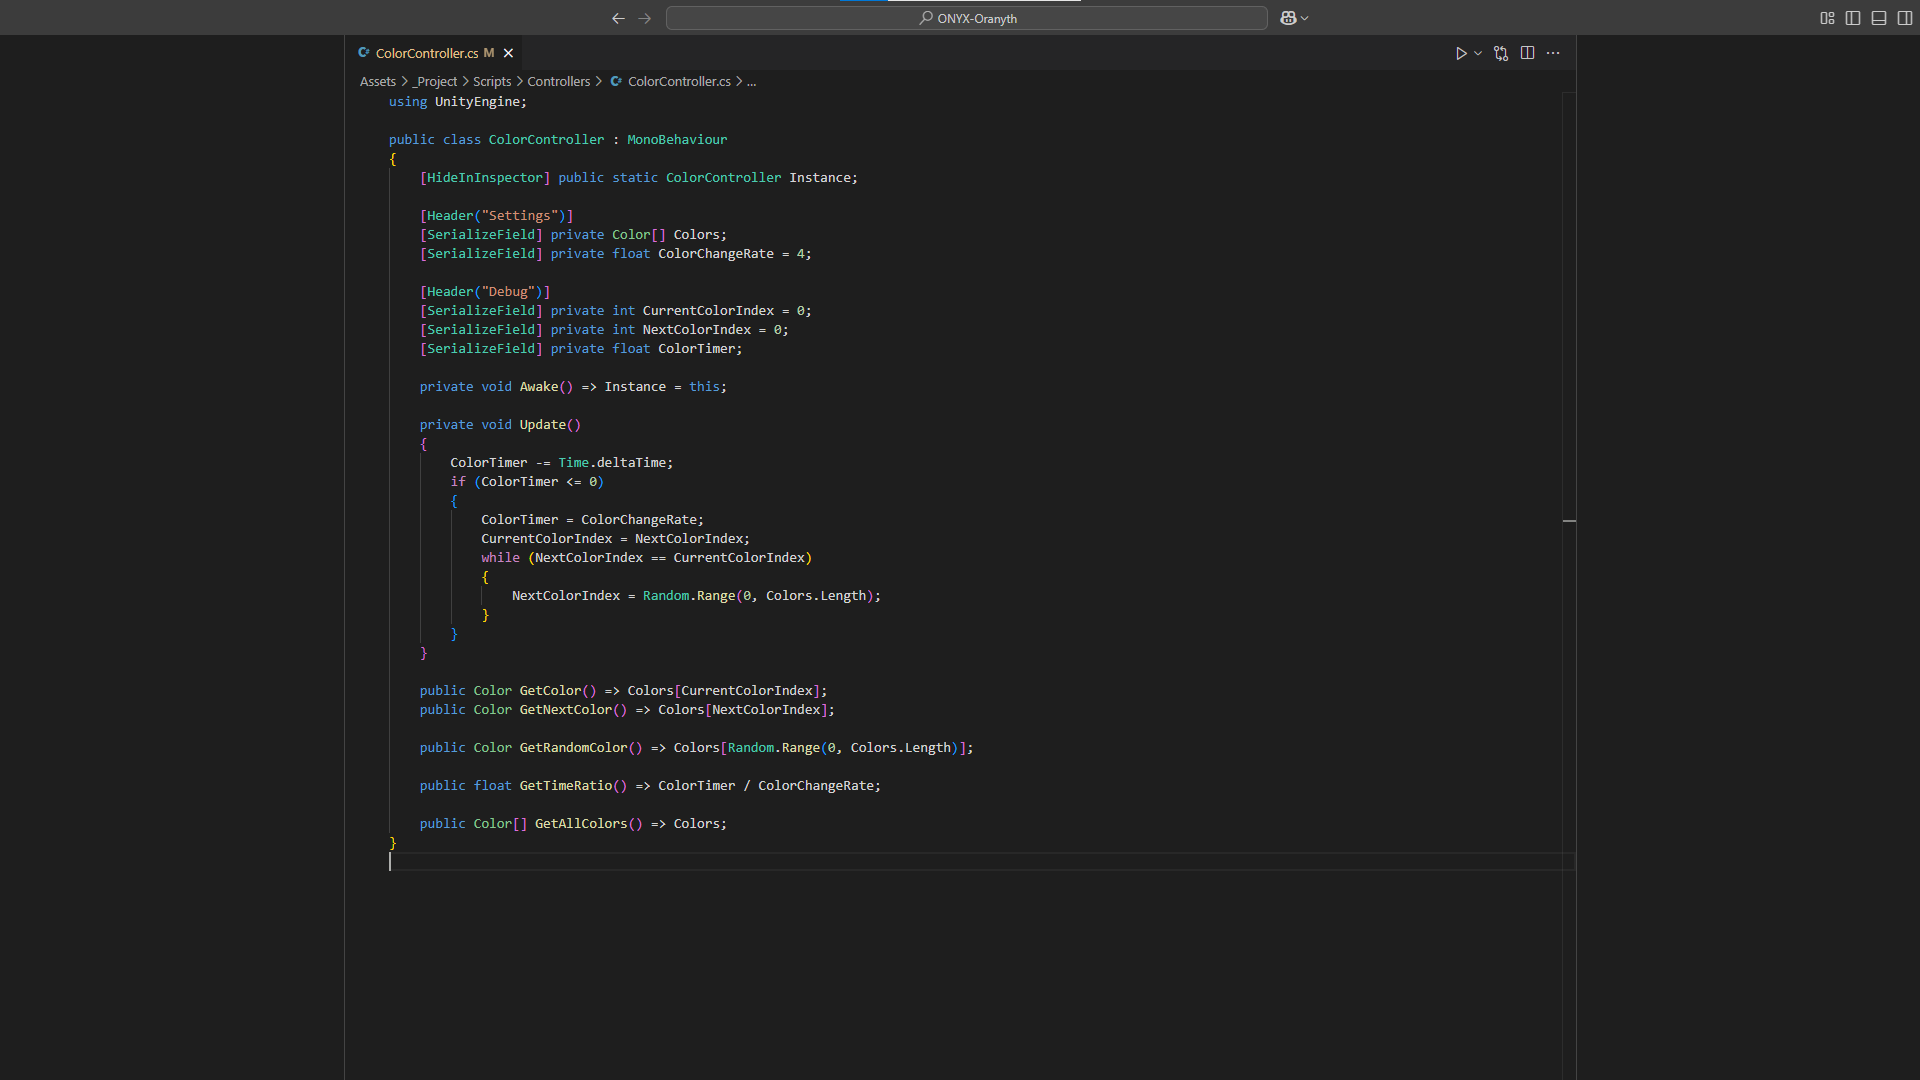 ONYX-Oranyth
C# ColorController.cs M
Assets > _Project > Scripts > Controllers > C# ColorController.cs > ...
using UnityEngine;
public class ColorController : MonoBehaviour
{
[HideInInspector] public static ColorController Instance;
[Header("Settings")]
[SerializeField] private Color[] Colors;
[SerializeField] private float ColorChangeRate = 4;
[Header("Debug")]
[SerializeField] private int CurrentColorIndex = 0;
[SerializeField] private int NextColorIndex = 0;
[SerializeField] private float ColorTimer;
private void Awake() => Instance = this;
private void Update()
{
ColorTimer -= Time.deltaTime;
if (ColorTimer <= 0)
{
ColorTimer = ColorChangeRate;
CurrentColorIndex = NextColorIndex;
while (NextColorIndex == CurrentColorIndex)
{
NextColorIndex = Random.Range(0, Colors.Length);
}
}
}
public Color GetColor() => Colors[CurrentColorIndex];
public Color GetNextColor() => Colors[NextColorIndex];
public Color GetRandomColor() => Colors[Random.Range(0, Colors.Length)];
public float GetTimeRatio() => ColorTimer / ColorChangeRate;
public Color[] GetAllColors() => Colors;
}